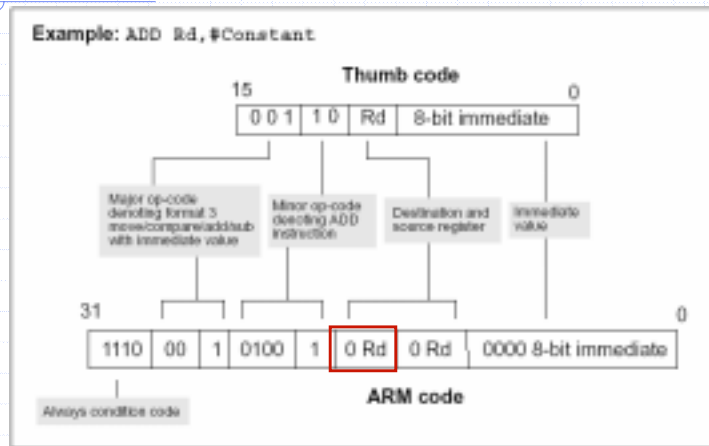 Example: ADD Rd,#Constant
Thumb code
15 0
0 0 1 1 0 Rd 8-bit immediate
Major op-code
denoting format 3
move/compare/add/sub
with immediate value
Minor op-code
denoting ADD
instruction
Destination and
source register
Immediate
value
31 0
1110 00 1 0100 1 0 Rd 0 Rd 0000 8-bit immediate
ARM code
Always condition code